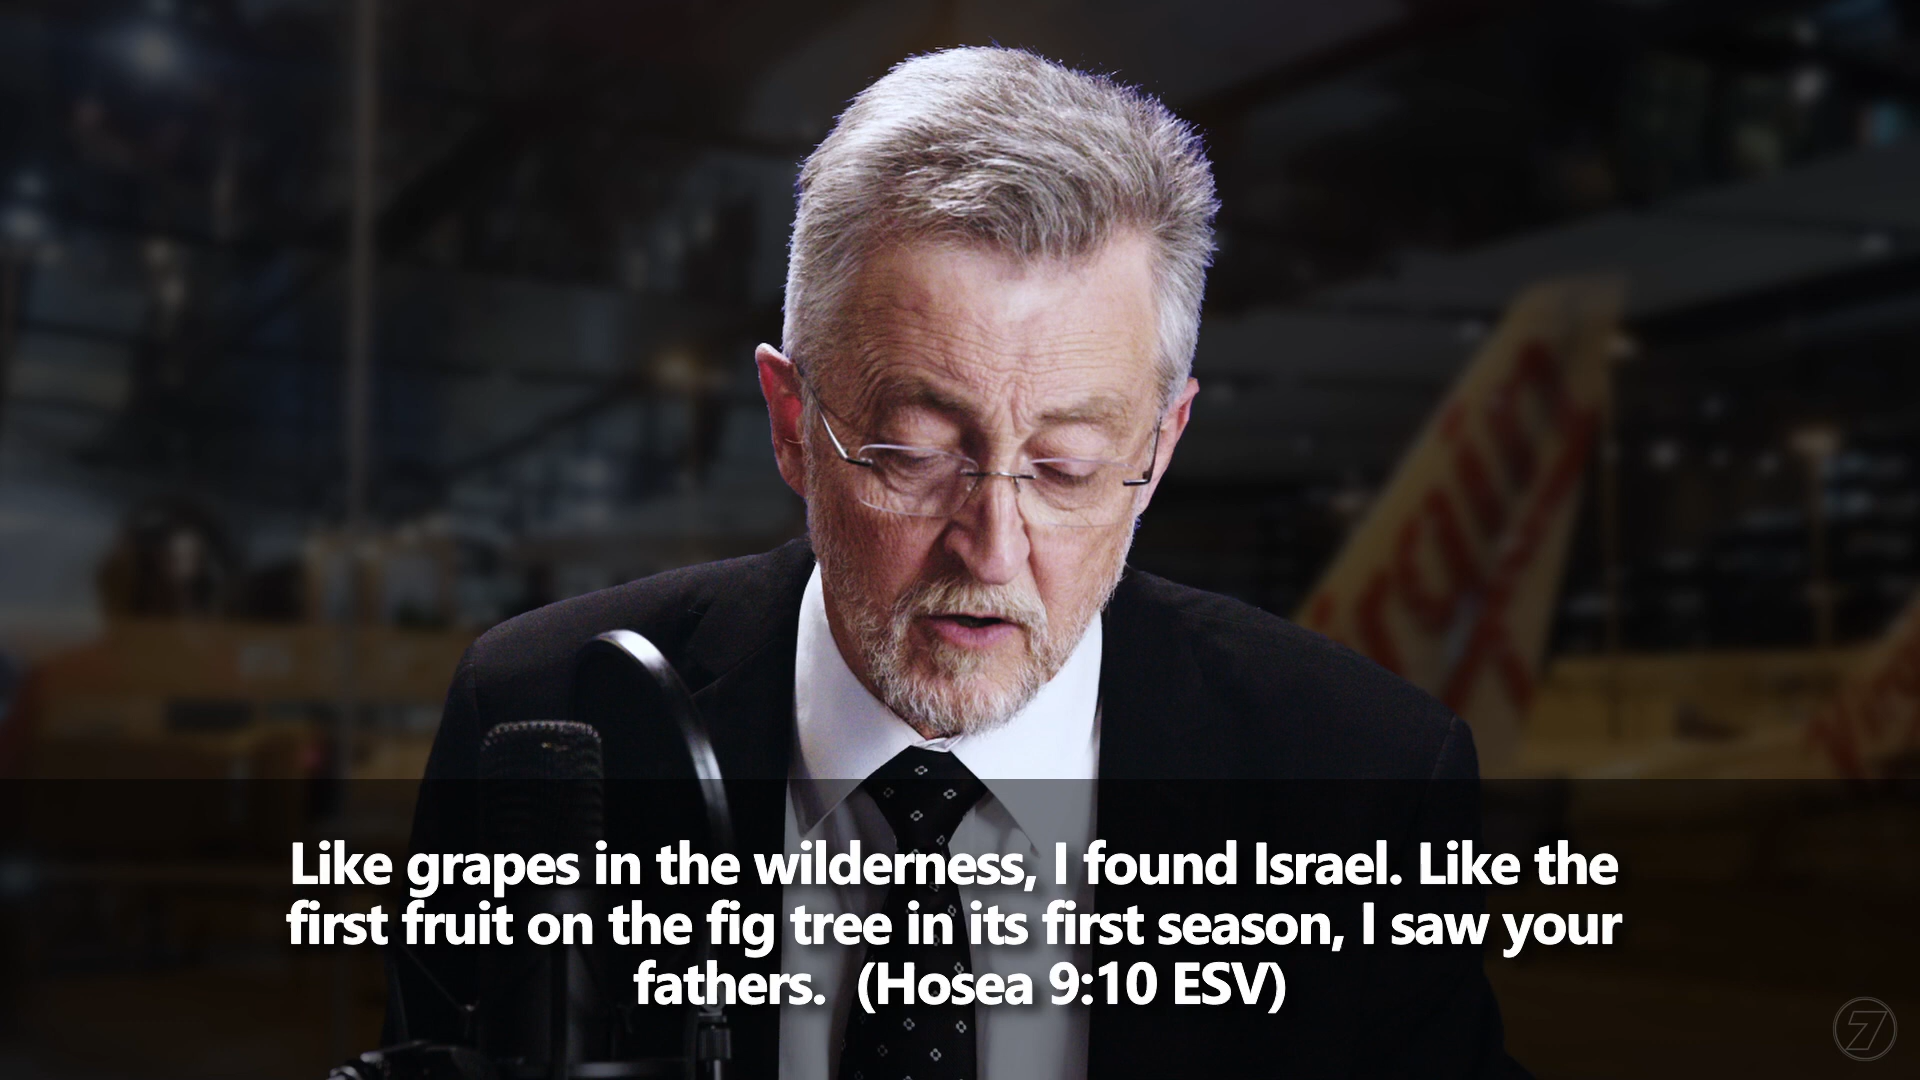 Like grapes in the wilderness, I found Israel. Like the
first fruit on the fig tree in its first season, I saw your
fathers.  (Hosea 9:10 ESV)